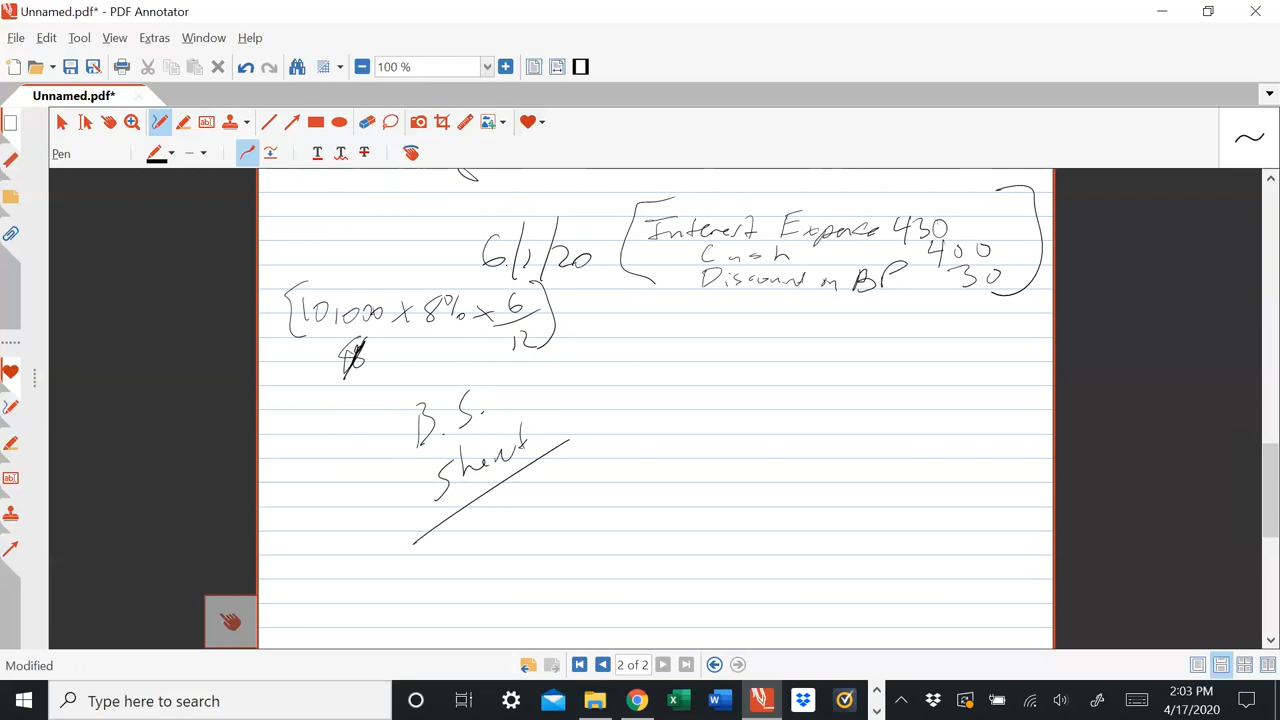 Unnamed.pdf* - PDF Annotator
File Edit Tool View Extras Window Help
100 %
Unnamed.pdf*
Pen
Interest Expense 430
6/1/20
Cash 400
Discount on BP 30
[10,000 x 8% x 6/12]
B.S.
Modified
2 of 2
Type here to search
2:03 PM
4/17/2020